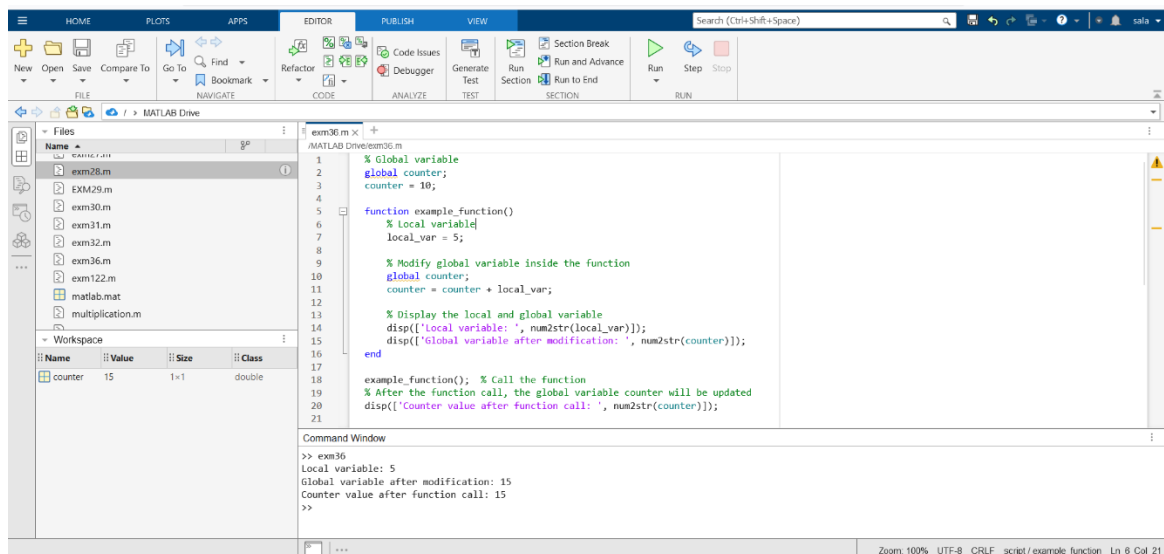 HOME PLOTS APPS EDITOR PUBLISH VIEW Search (Ctrl+Shift+Space) sala
New Open Save Compare To Go To Find Bookmark Refactor Code Issues Debugger Generate Test Run Section Section Break Run and Advance Run to End Run Step Stop
FILE NAVIGATE CODE ANALYZE TEST SECTION RUN
/ > MATLAB Drive
Files
Name
exm27.m
exm28.m
EXM29.m
exm30.m
exm31.m
exm32.m
exm36.m
exm122.m
matlab.mat
multiplication.m
Workspace
Name Value Size Class
counter 15 1×1 double
exm36.m × +
/MATLAB Drive/exm36.m
1 % Global variable
2 global counter;
3 counter = 10;
4
5 function example_function()
6 % Local variable
7 local_var = 5;
8
9 % Modify global variable inside the function
10 global counter;
11 counter = counter + local_var;
12
13 % Display the local and global variable
14 disp(['Local variable: ', num2str(local_var)]);
15 disp(['Global variable after modification: ', num2str(counter)]);
16 end
17
18 example_function(); % Call the function
19 % After the function call, the global variable counter will be updated
20 disp(['Counter value after function call: ', num2str(counter)]);
21
Command Window
>> exm36
Local variable: 5
Global variable after modification: 15
Counter value after function call: 15
>>
Zoom: 100% UTF-8 CRLF script / example_function Ln 6 Col 21